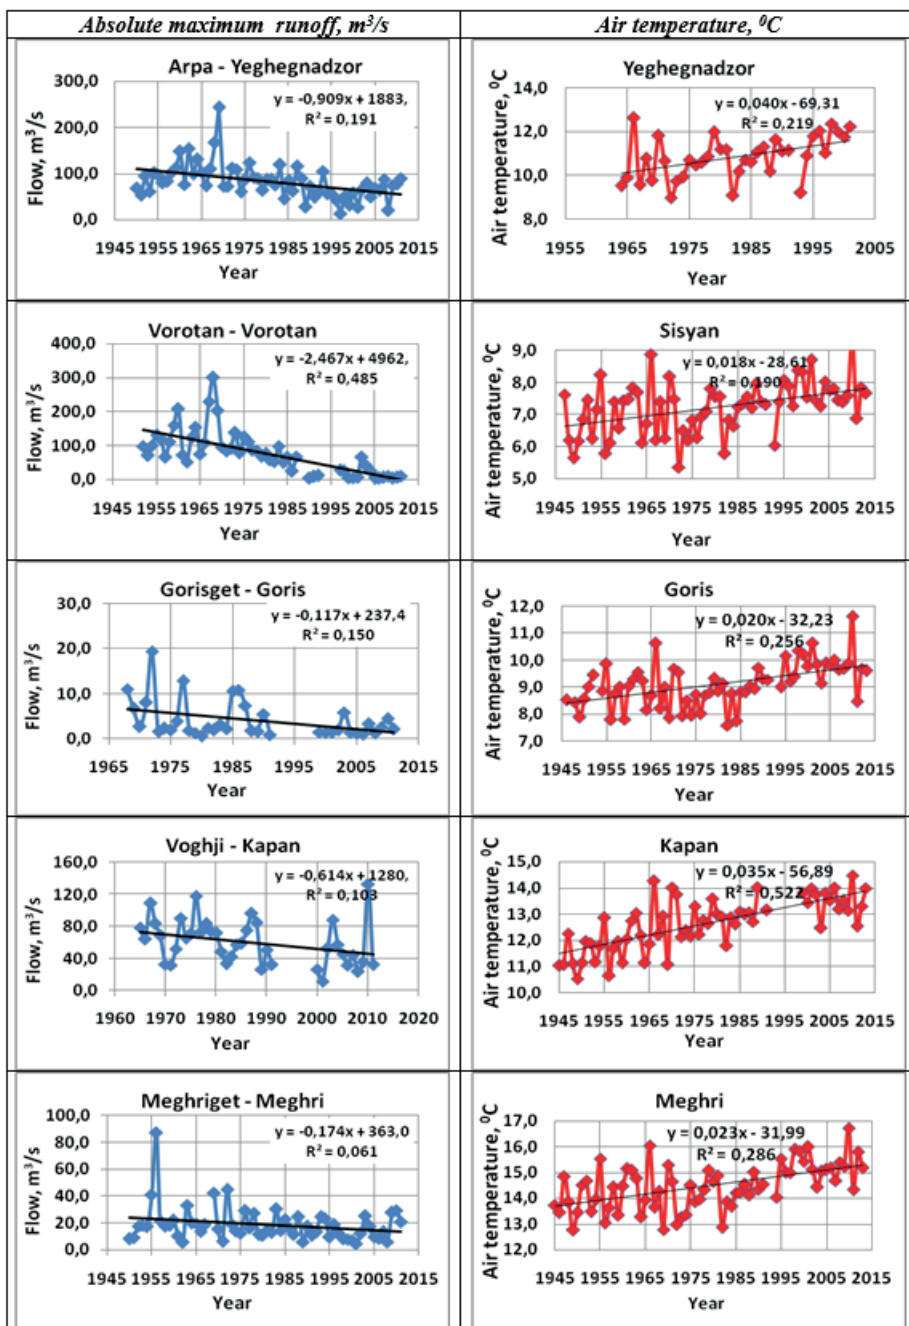 Absolute maximum runoff, m³/s
Air temperature, ⁰C
Arpa - Yeghegnadzor
y = -0,909x + 1883,
R² = 0,191
Flow, m³/s
300,0
200,0
100,0
0,0
1945 1955 1965 1975 1985 1995 2005 2015
Year
Yeghegnadzor
y = 0,040x - 69,31
R² = 0,219
Air temperature, ⁰C
14,0
12,0
10,0
8,0
1955 1965 1975 1985 1995 2005
Year
Vorotan - Vorotan
y = -2,467x + 4962,
R² = 0,485
Flow, m³/s
400,0
300,0
200,0
100,0
0,0
1945 1955 1965 1975 1985 1995 2005 2015
Year
Sisyan
y = 0,018x - 28,61
R² = 0,190
Air temperature, ⁰C
9,0
8,0
7,0
6,0
5,0
1945 1955 1965 1975 1985 1995 2005 2015
Year
Gorisget - Goris
y = -0,117x + 237,4
R² = 0,150
Flow, m³/s
30,0
20,0
10,0
0,0
1965 1975 1985 1995 2005 2015
Year
Goris
y = 0,020x - 32,23
R² = 0,256
Air temperature, ⁰C
12,0
11,0
10,0
9,0
8,0
7,0
1945 1955 1965 1975 1985 1995 2005 2015
Year
Voghji - Kapan
y = -0,614x + 1280,
R² = 0,103
Flow, m³/s
160,0
120,0
80,0
40,0
0,0
1960 1970 1980 1990 2000 2010 2020
Year
Kapan
y = 0,035x - 56,89
R² = 0,522
Air temperature, ⁰C
15,0
14,0
13,0
12,0
11,0
10,0
1945 1955 1965 1975 1985 1995 2005 2015
Year
Meghriget - Meghri
y = -0,174x + 363,0
R² = 0,061
Flow, m³/s
100,0
80,0
60,0
40,0
20,0
0,0
1945 1955 1965 1975 1985 1995 2005 2015
Year
Meghri
y = 0,023x - 31,99
R² = 0,286
Air temperature, ⁰C
17,0
16,0
15,0
14,0
13,0
12,0
1945 1955 1965 1975 1985 1995 2005 2015
Year